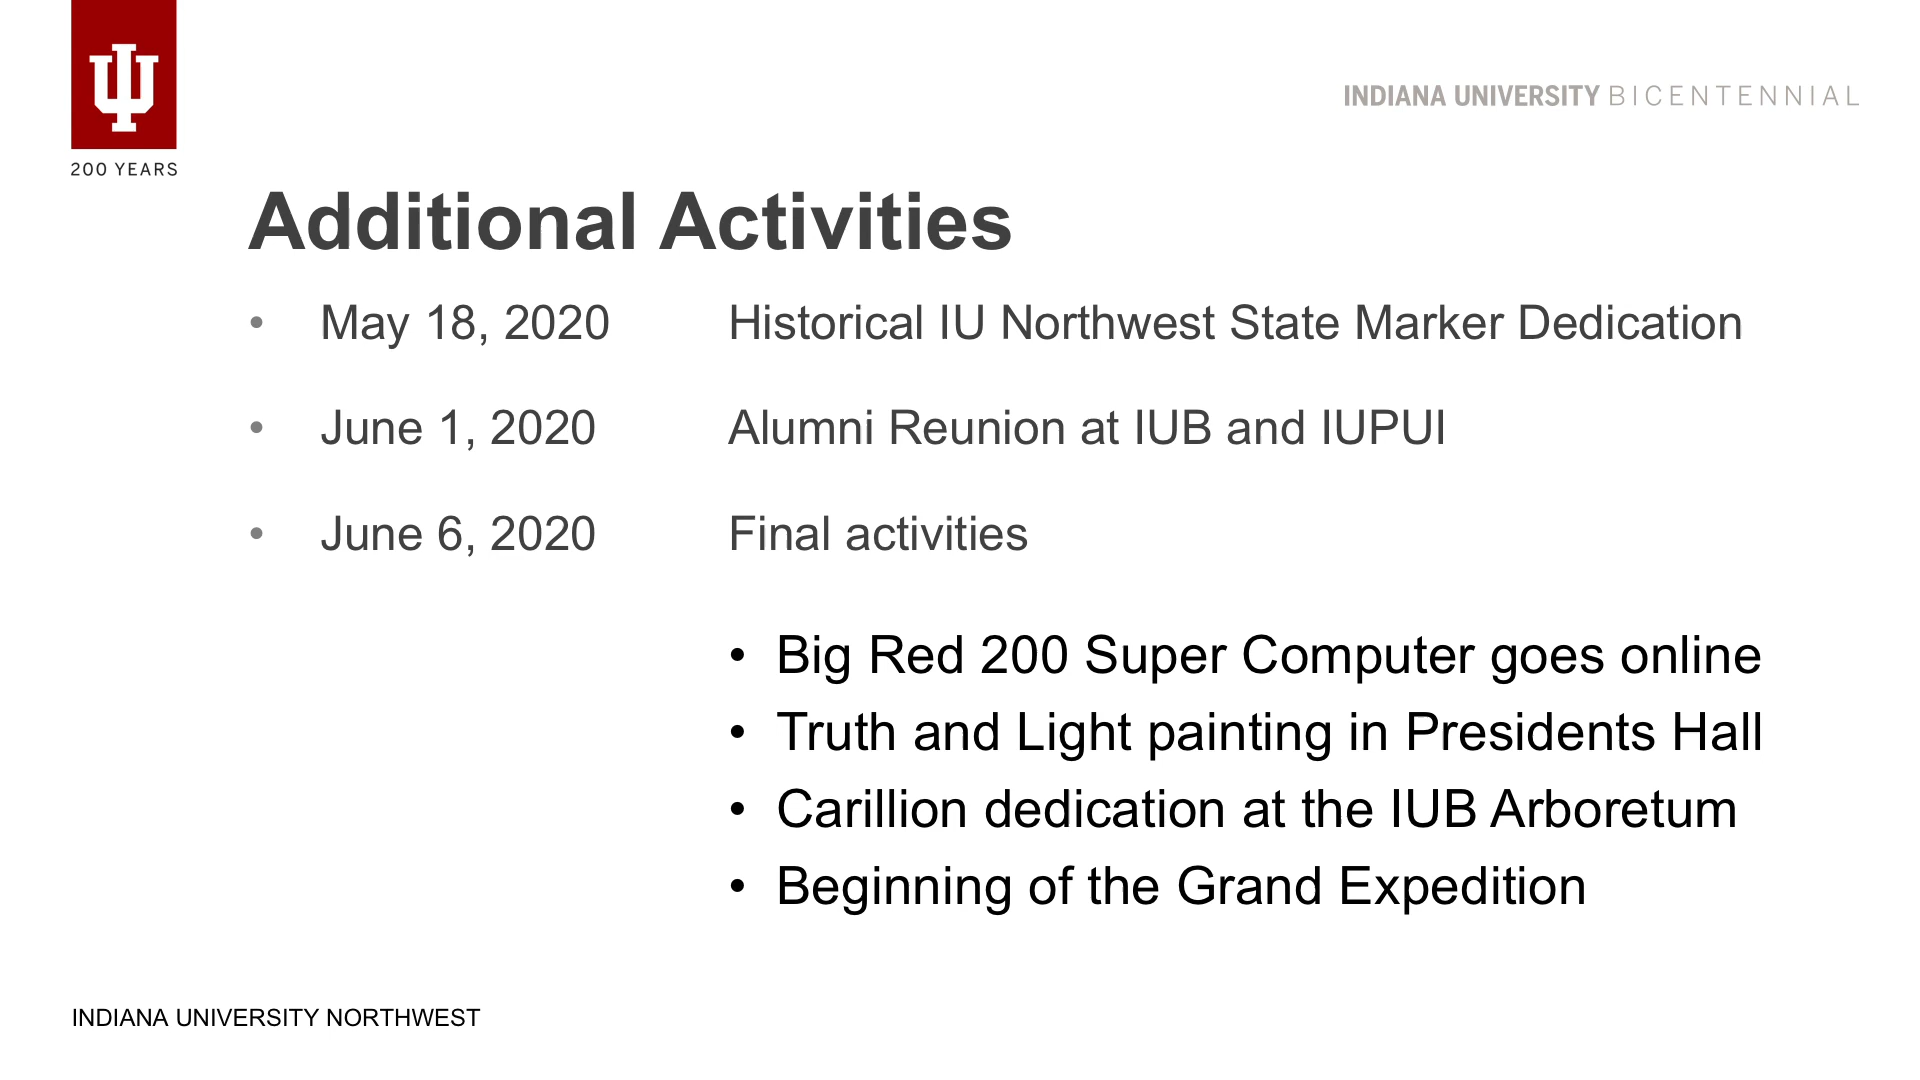 200 YEARS
INDIANA UNIVERSITY BICENTENNIAL
Additional Activities
• May 18, 2020 Historical IU Northwest State Marker Dedication
• June 1, 2020 Alumni Reunion at IUB and IUPUI
• June 6, 2020 Final activities
• Big Red 200 Super Computer goes online
• Truth and Light painting in Presidents Hall
• Carillion dedication at the IUB Arboretum
• Beginning of the Grand Expedition
INDIANA UNIVERSITY NORTHWEST